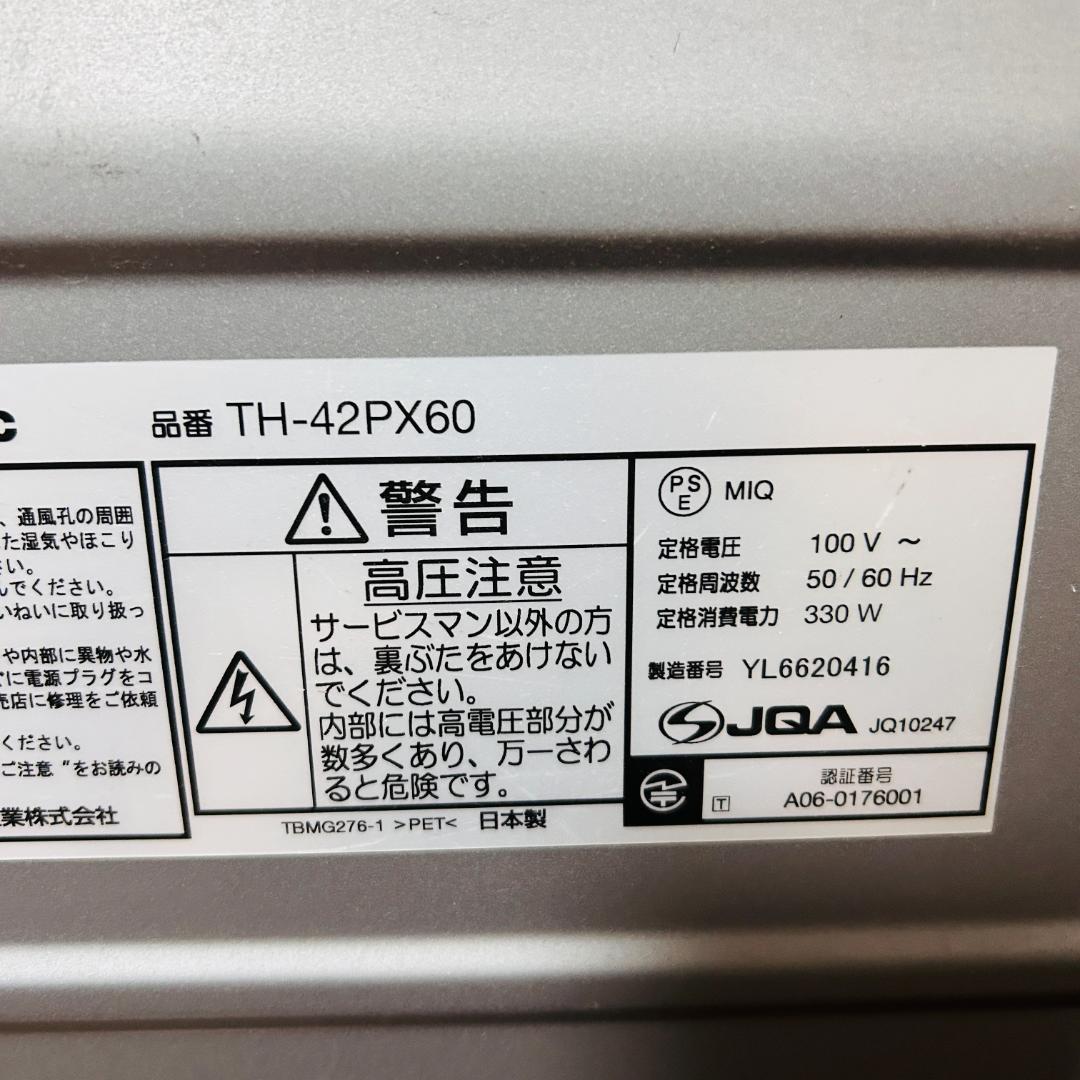 c
品番 TH-42PX60
、通風孔の周囲
た湿気やほこり
さい。
んでください。
いねいに取り扱っ
や内部に異物や水
に電源プラグをコ
売店に修理をご依頼
ください。
ご注意"をお読みの
業株式会社
警告
高圧注意
サービスマン以外の方
は、裏ぶたをあけない
でください。
内部には高電圧部分が
数多くあり、万一さわ
ると危険です。
TBMG276-1 >PET< 日本製
PSE MIQ
定格電圧 100 V ～
定格周波数 50 / 60 Hz
定格消費電力 330 W
製造番号 YL6620416
JQA JQ10247
T 認証番号
A06-0176001